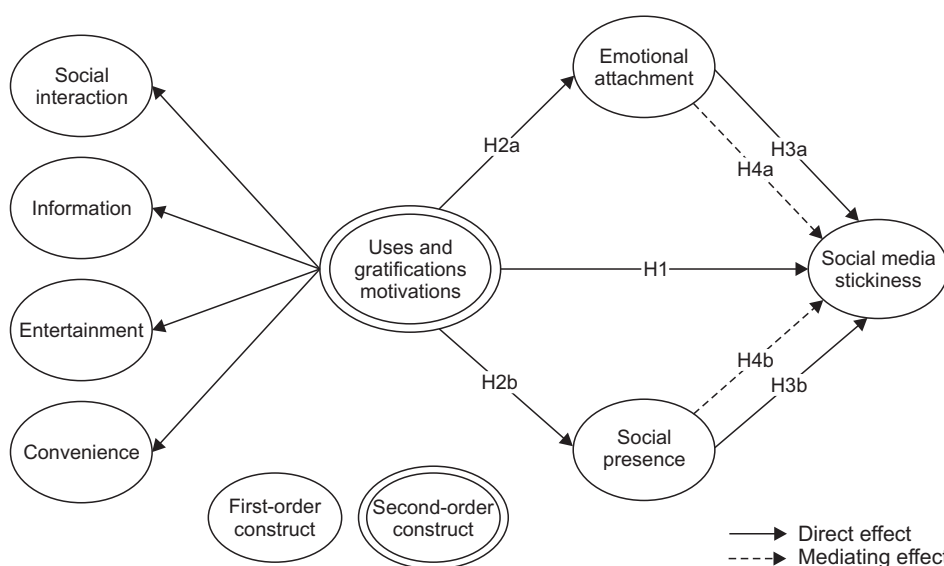 Social
interaction
Information
Entertainment
Convenience
Uses and
gratifications
motivations
Emotional
attachment
Social
presence
Social media
stickiness
H2a
H2b
H1
H3a
H4a
H4b
H3b
First-order
construct
Second-order
construct
Direct effect
Mediating effect